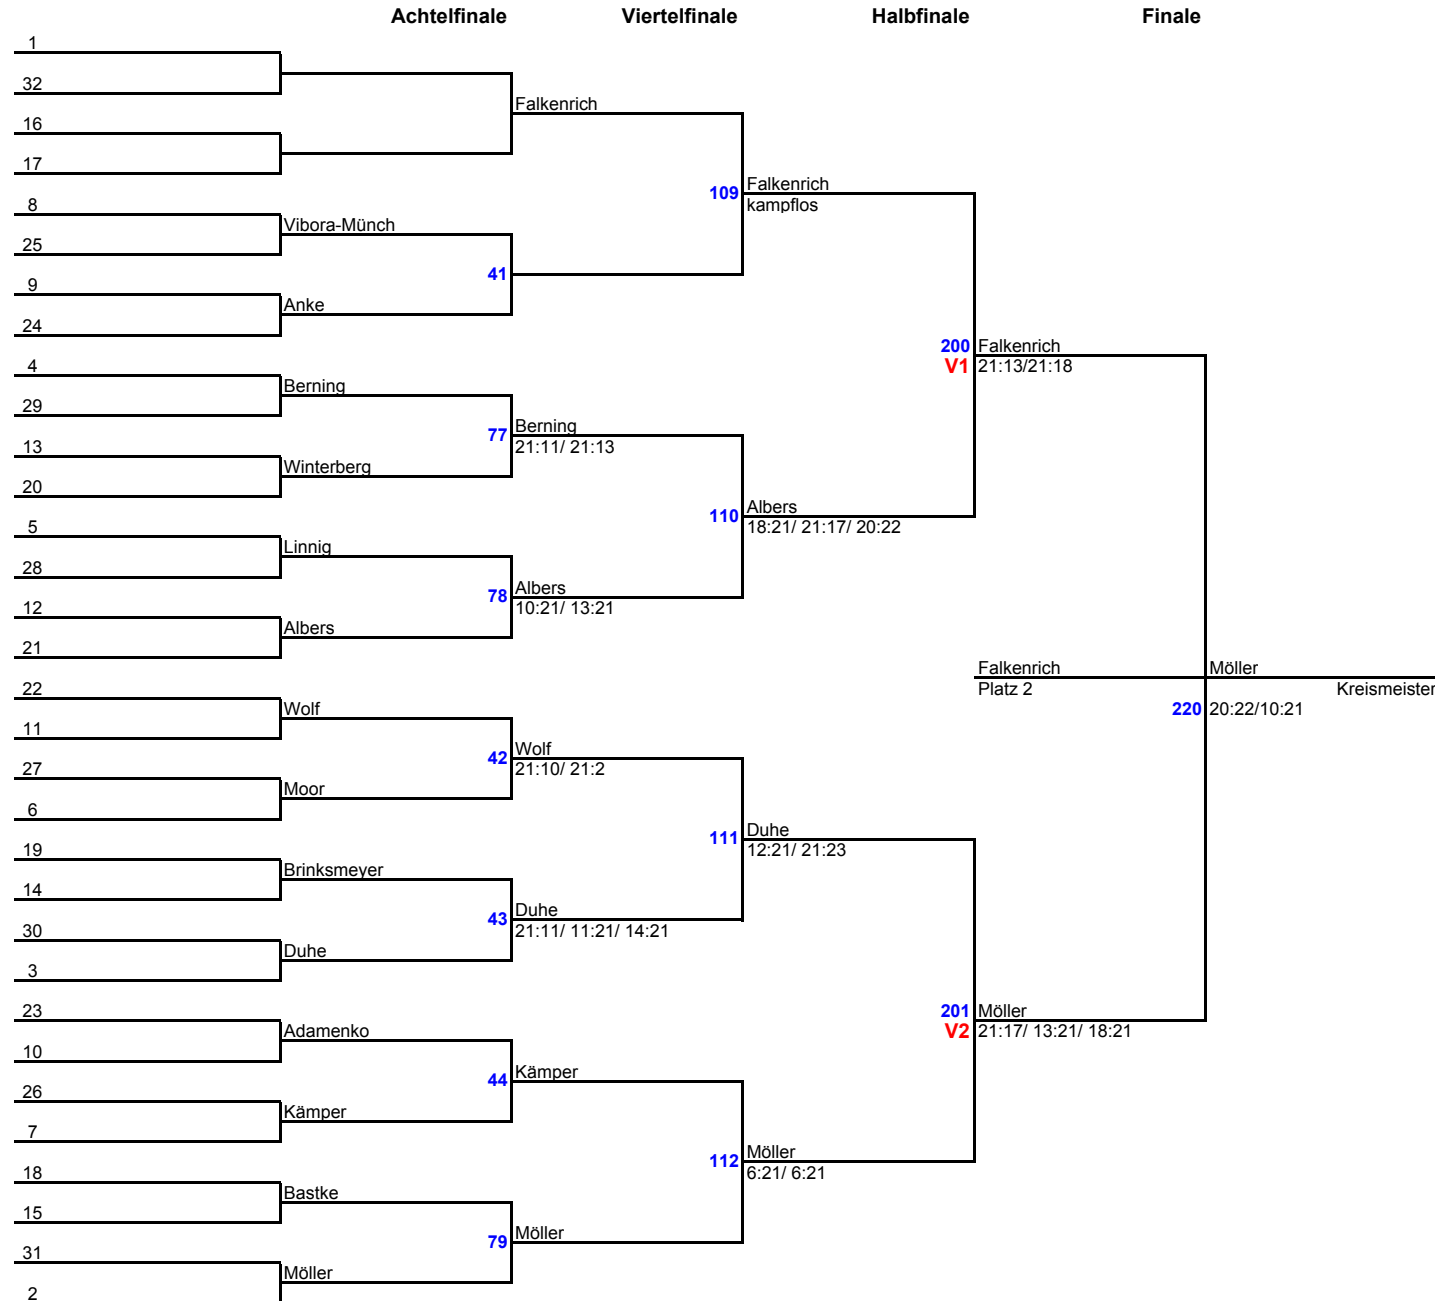 Achtelfinale Viertelfinale Halbfinale Finale
1
32
Falkenrich
16
17
109 Falkenrich
kampflos
8
Vibora-Münch
25
41
9
Anke
24
200 Falkenrich
V1 21:13/21:18
4
Berning
29
77 Berning
21:11/ 21:13
13
Winterberg
20
110 Albers
18:21/ 21:17/ 20:22
5
Linnig
28
78 Albers
10:21/ 13:21
12
Albers
21
Falkenrich Möller
Platz 2 Kreismeister
220 20:22/10:21
22
Wolf
11
42 Wolf
21:10/ 21:2
27
Moor
6
111 Duhe
12:21/ 21:23
19
Brinksmeyer
14
43 Duhe
21:11/ 11:21/ 14:21
30
Duhe
3
201 Möller
V2 21:17/ 13:21/ 18:21
23
Adamenko
10
44 Kämper
26
Kämper
7
112 Möller
6:21/ 6:21
18
Bastke
15
79 Möller
31
Möller
2